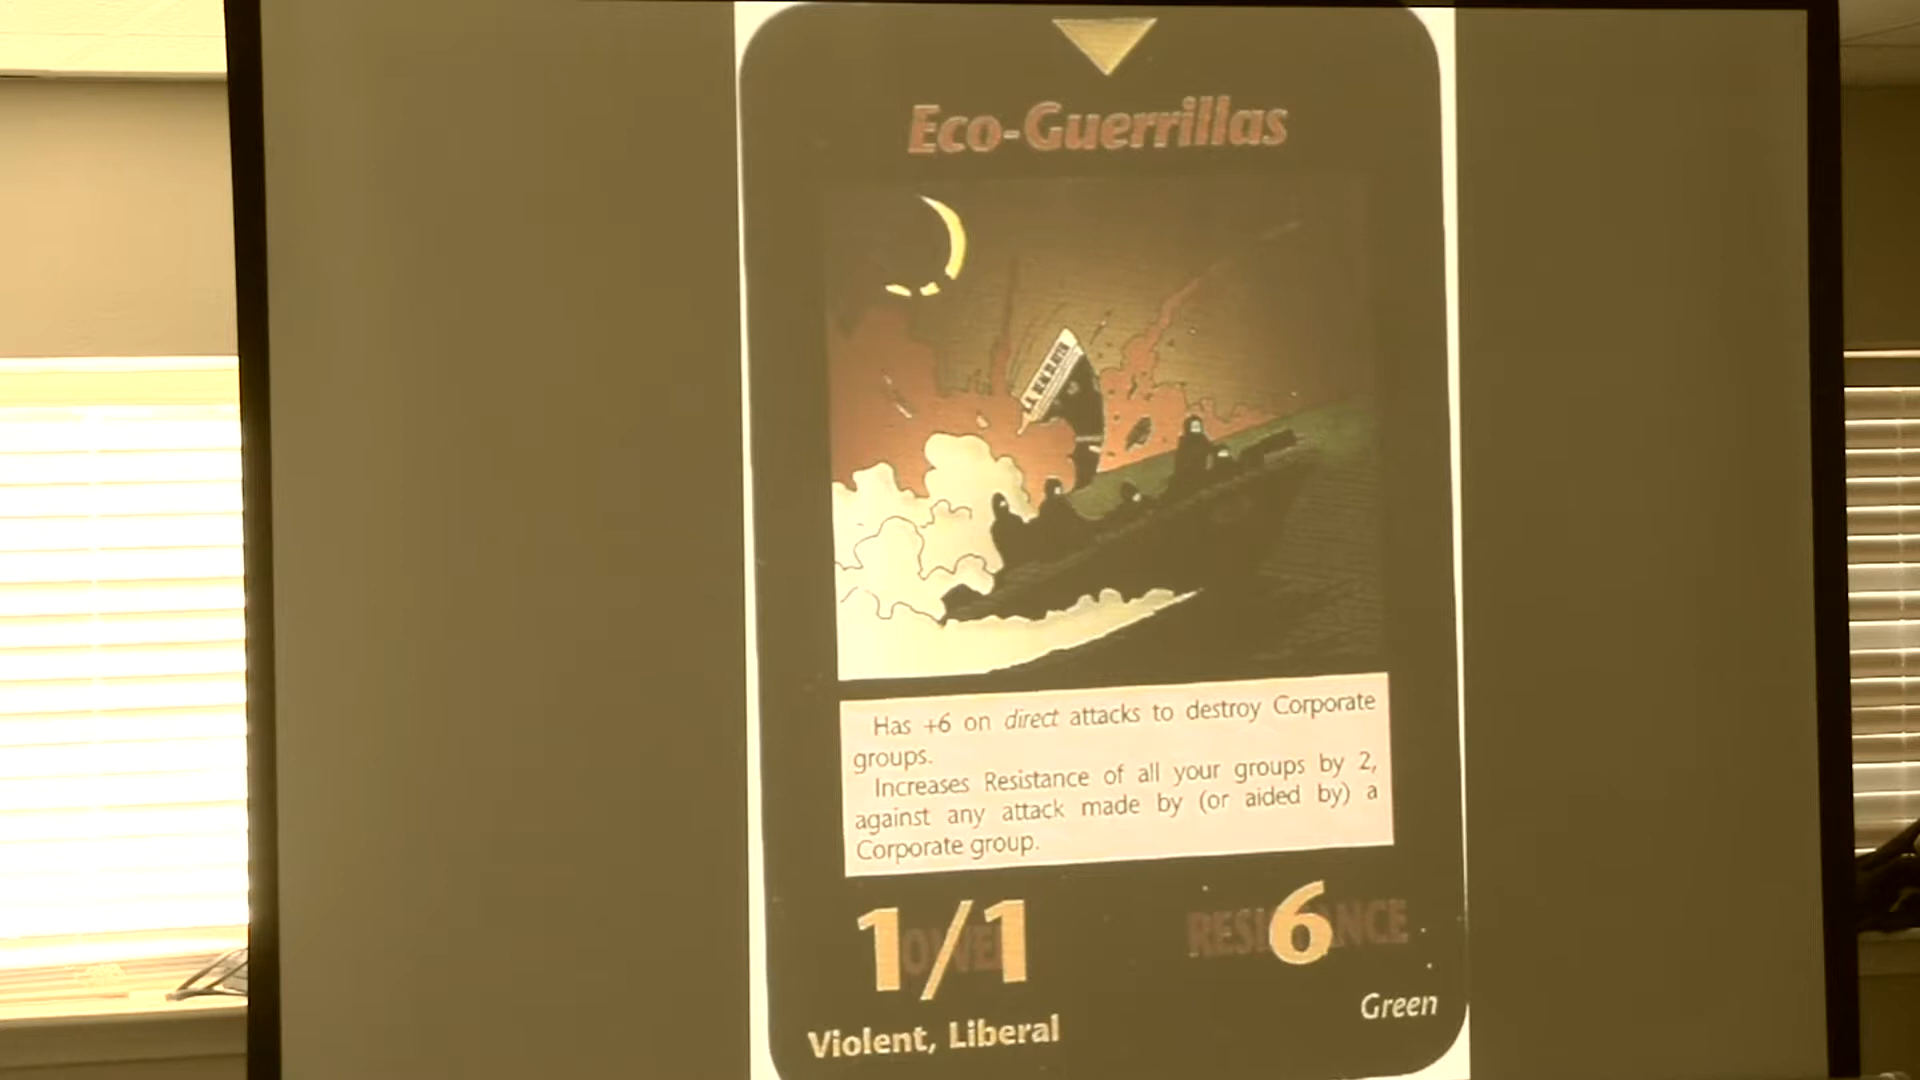 Eco-Guerrillas
Has +6 on direct attacks to destroy Corporate
groups.
Increases Resistance of all your groups by 2,
against any attack made by (or aided by) a
Corporate group.
1/1 6
Violent, Liberal
Green